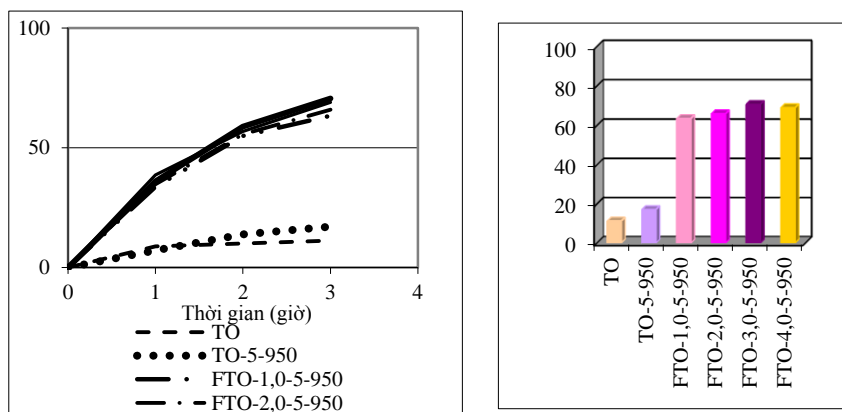 100
50
0
0 1 2 3 4
Thời gian (giờ)
TO
TO-5-950
FTO-1,0-5-950
FTO-2,0-5-950
100
80
60
40
20
0
TO
TO-5-950
FTO-1,0-5-950
FTO-2,0-5-950
FTO-3,0-5-950
FTO-4,0-5-950